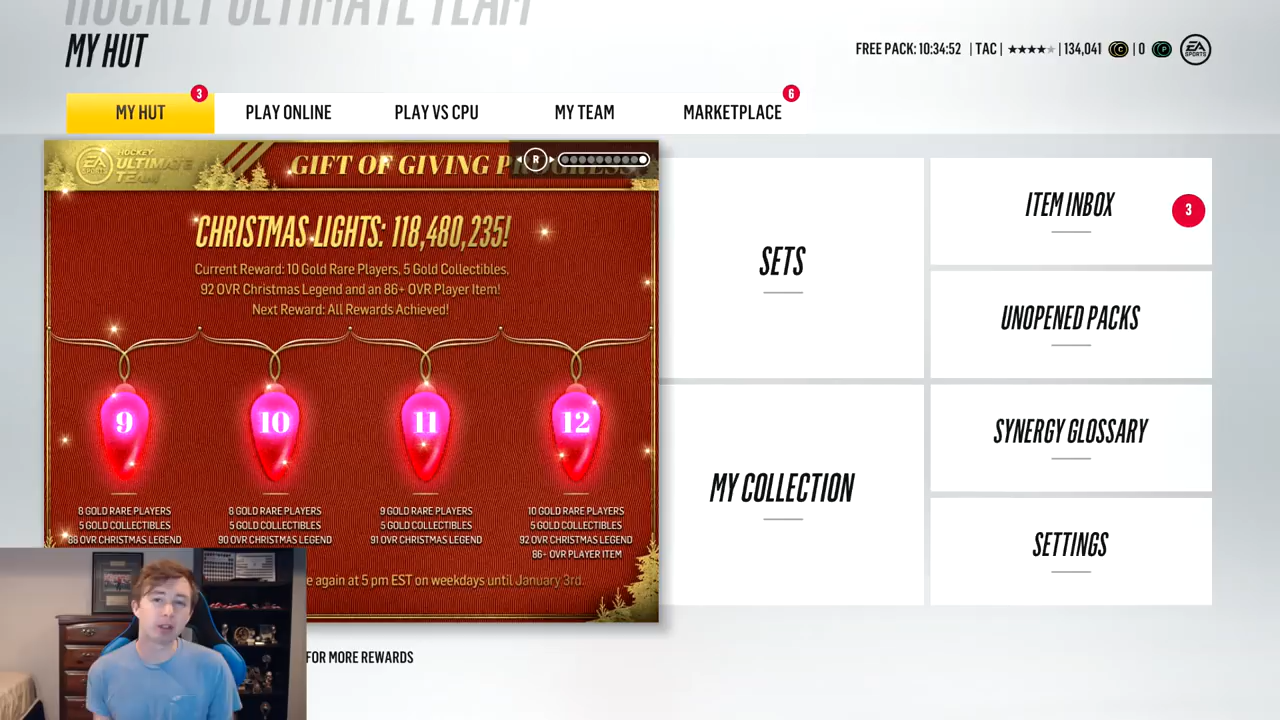 HOCKEY ULTIMATE TEAM
MY HUT
FREE PACK: 10:34:52 | TAC | ★★★★★ | 134,041 C | 0 P EA SPORTS
MY HUT 3
PLAY ONLINE
PLAY VS CPU
MY TEAM
MARKETPLACE 6
EA SPORTS HOCKEY ULTIMATE TEAM
GIFT OF GIVING PROGRESS
R
CHRISTMAS LIGHTS: 118,480,235!
Current Reward: 10 Gold Rare Players, 5 Gold Collectibles,
92 OVR Christmas Legend and an 86+ OVR Player Item!
Next Reward: All Rewards Achieved!
9 10 11 12
8 GOLD RARE PLAYERS
5 GOLD COLLECTIBLES
88 OVR CHRISTMAS LEGEND
8 GOLD RARE PLAYERS
5 GOLD COLLECTIBLES
90 OVR CHRISTMAS LEGEND
9 GOLD RARE PLAYERS
5 GOLD COLLECTIBLES
91 OVR CHRISTMAS LEGEND
10 GOLD RARE PLAYERS
5 GOLD COLLECTIBLES
92 OVR CHRISTMAS LEGEND
86+ OVR PLAYER ITEM
e again at 5 pm EST on weekdays until January 3rd.
FOR MORE REWARDS
SETS
MY COLLECTION
ITEM INBOX 3
UNOPENED PACKS
SYNERGY GLOSSARY
SETTINGS